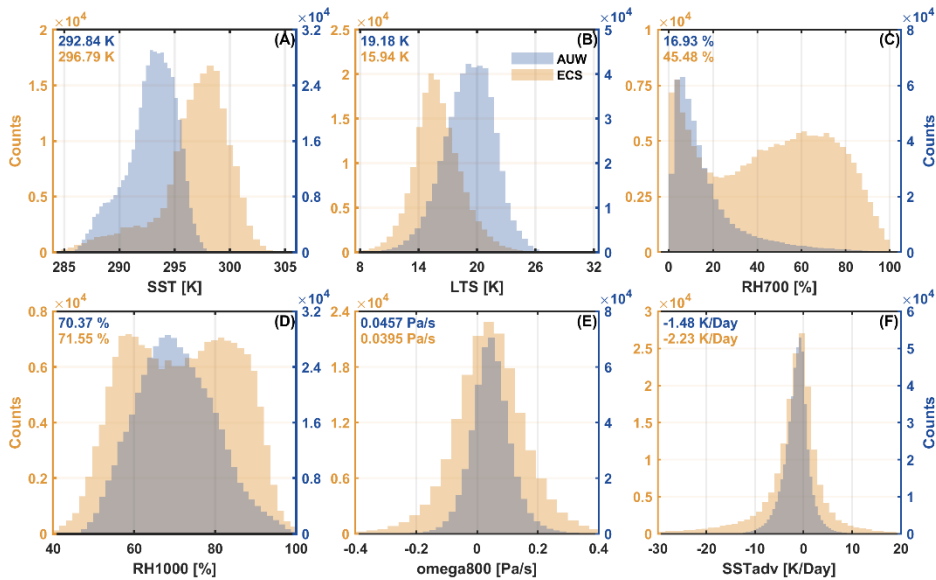 ×10⁴ ×10⁴ ×10⁴ ×10⁴ ×10⁴ ×10⁴
2 3.2 2.5 5 1 8
292.84 K (A) 19.18 K (B) 16.93 % (C)
296.79 K 15.94 K 45.48 %
AUW
ECS
1.5 2.4 2 4 0.8 6
1 1.6 1.5 3 0.5 4
0.5 0.8 1 2 0.3 2
0.5 1
0 0 0 0 0 0
Counts Counts
285 290 295 300 305 8 14 20 26 32 0 20 40 60 80 100
SST [K] LTS [K] RH700 [%]
×10⁴ ×10⁴ ×10⁴ ×10⁴ ×10⁴ ×10⁴
0.8 3.2 2.4 8 3 6
70.37 % (D) 0.0457 Pa/s (E) -1.48 K/Day (F)
71.55 % 0.0395 Pa/s -2.23 K/Day
2.5 5
0.6 2.4 1.8 6 2 4
0.4 1.6 1.2 4 1.5 3
0.2 0.8 0.6 2 1 2
0.5 1
0 0 0 0 0 0
Counts Counts
40 60 80 100 -0.4 -0.2 0 0.2 0.4 -30 -20 -10 0 10 20
RH1000 [%] omega800 [Pa/s] SSTadv [K/Day]